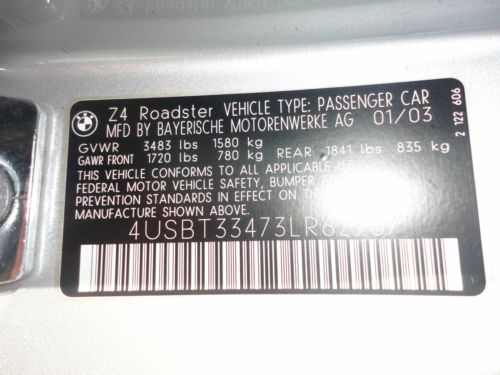 Z4 Roadster VEHICLE TYPE: PASSENGER CAR
MFD BY BAYERISCHE MOTORENWERKE AG 01/03
GVWR 3483 lbs 1580 kg
GAWR FRONT 1720 lbs 780 kg REAR 1841 lbs 835 kg
THIS VEHICLE CONFORMS TO ALL APPLICABLE U.S.
FEDERAL MOTOR VEHICLE SAFETY, BUMPER AND
PREVENTION STANDARDS IN EFFECT ON THE
MANUFACTURE SHOWN ABOVE.
2 122 606